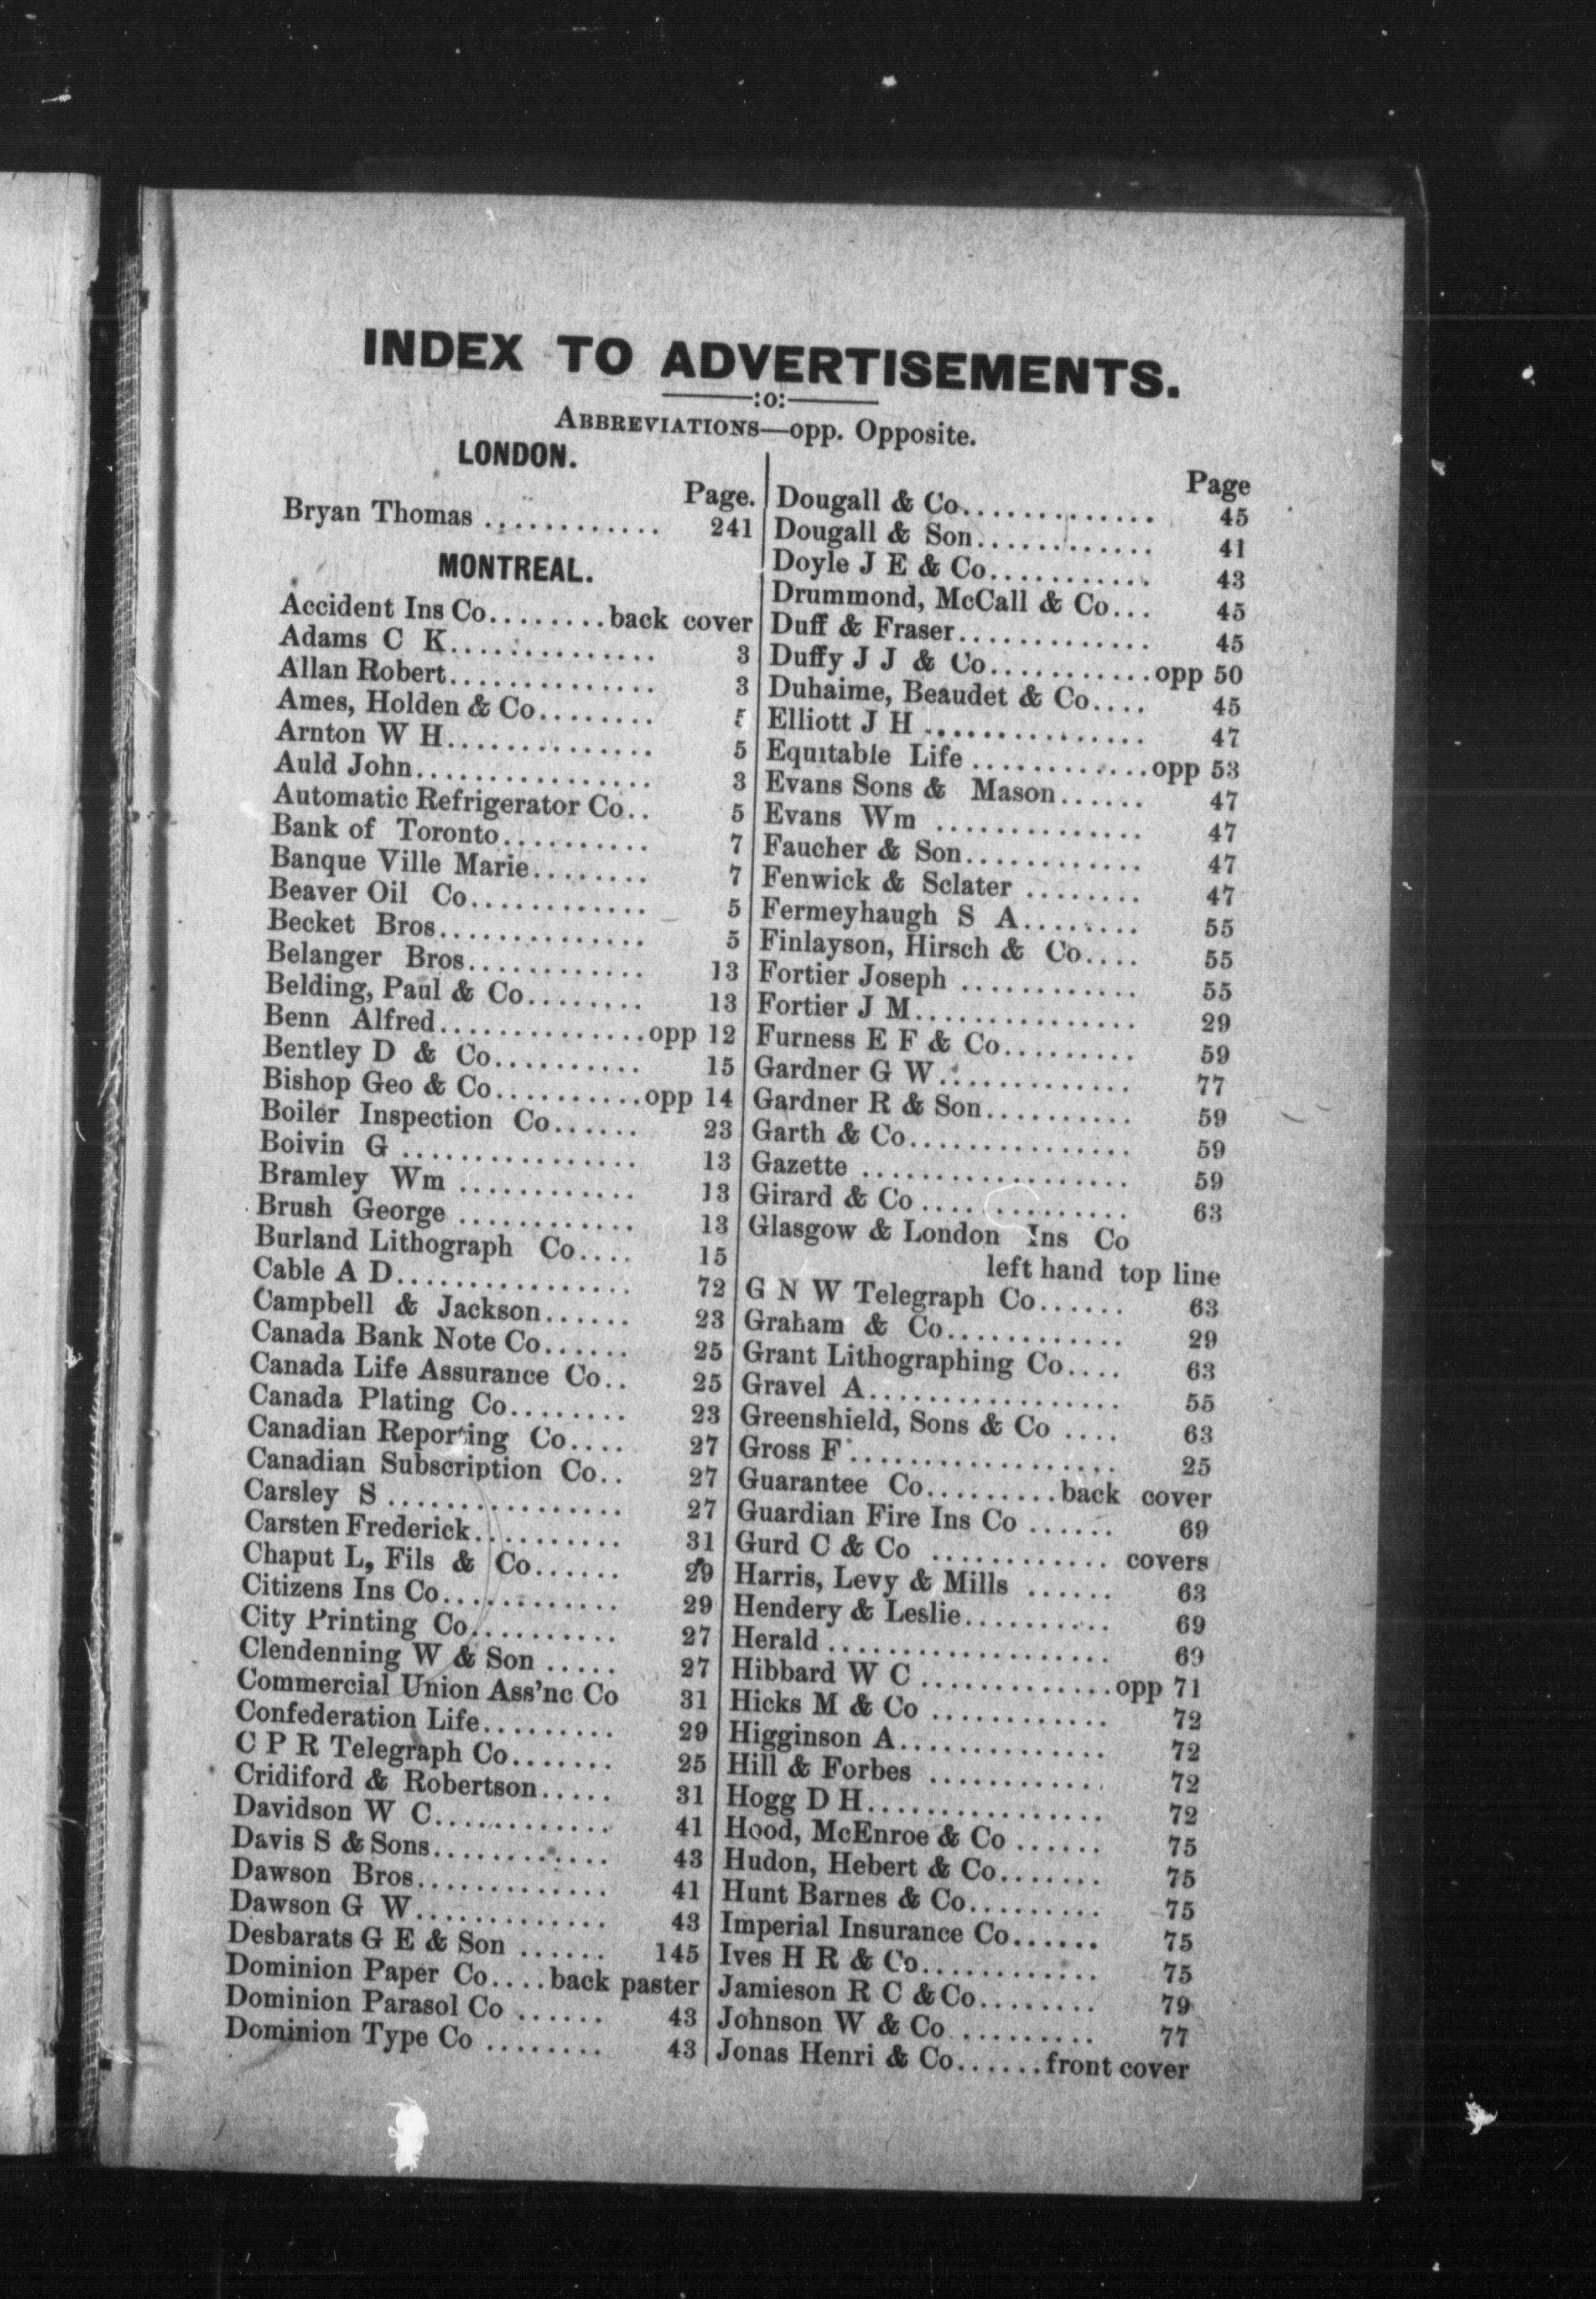 INDEX TO ADVERTISEMENTS.
:o:
ABBREVIATIONS—opp. Opposite.
LONDON.
Page.
Bryan Thomas ............ 241
MONTREAL.
Accident Ins Co........back cover
Adams C K.............. 3
Allan Robert.............. 3
Ames, Holden & Co........ 5
Arnton W H.............. 5
Auld John................ 3
Automatic Refrigerator Co.. 5
Bank of Toronto.......... 7
Banque Ville Marie........ 7
Beaver Oil Co............ 5
Becket Bros.............. 5
Belanger Bros............ 13
Belding, Paul & Co........ 13
Benn Alfred..............opp 12
Bentley D & Co.......... 15
Bishop Geo & Co..........opp 14
Boiler Inspection Co...... 23
Boivin G ................ 13
Bramley Wm ............ 13
Brush George ............ 13
Burland Lithograph Co.... 15
Cable A D................ 72
Campbell & Jackson...... 23
Canada Bank Note Co...... 25
Canada Life Assurance Co.. 25
Canada Plating Co........ 23
Canadian Reporting Co.... 27
Canadian Subscription Co.. 27
Carsley S ................ 27
Carsten Frederick.......... 31
Chaput L, Fils & Co...... 29
Citizens Ins Co............ 29
City Printing Co.......... 27
Clendenning W & Son ..... 27
Commercial Union Ass'nc Co 31
Confederation Life......... 29
C P R Telegraph Co....... 25
Cridiford & Robertson..... 31
Davidson W C............ 41
Davis S & Sons............ 43
Dawson Bros............. 41
Dawson G W............. 43
Desbarats G E & Son ...... 145
Dominion Paper Co....back paster
Dominion Parasol Co ...... 43
Dominion Type Co ........ 43
Page
Dougall & Co............. 45
Dougall & Son............ 41
Doyle J E & Co........... 43
Drummond, McCall & Co... 45
Duff & Fraser............. 45
Duffy J J & Co............opp 50
Duhaime, Beaudet & Co.... 45
Elliott J H ............... 47
Equitable Life ............opp 53
Evans Sons & Mason...... 47
Evans Wm .............. 47
Faucher & Son............ 47
Fenwick & Sclater ........ 47
Fermeyhaugh S A........ 55
Finlayson, Hirsch & Co.... 55
Fortier Joseph ............ 55
Fortier J M............... 29
Furness E F & Co......... 59
Gardner G W............. 77
Gardner R & Son.......... 59
Garth & Co............... 59
Gazette .................. 59
Girard & Co .............. 63
Glasgow & London Ins Co
left hand top line
G N W Telegraph Co...... 63
Graham & Co............ 29
Grant Lithographing Co.... 63
Gravel A................. 55
Greenshield, Sons & Co .... 63
Gross F.................. 25
Guarantee Co.........back cover
Guardian Fire Ins Co ...... 69
Gurd C & Co ............ covers
Harris, Levy & Mills ...... 63
Hendery & Leslie.......... 69
Herald ................... 69
Hibbard W C .............opp 71
Hicks M & Co ............ 72
Higginson A.............. 72
Hill & Forbes ............ 72
Hogg D H................ 72
Hood, McEnroe & Co ...... 75
Hudon, Hebert & Co....... 75
Hunt Barnes & Co......... 75
Imperial Insurance Co...... 75
Ives H R & Co............ 75
Jamieson R C & Co........ 79
Johnson W & Co.......... 77
Jonas Henri & Co......front cover